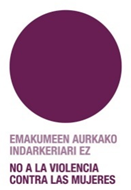 EMAKUMEEN AURKAKO
INDARKERIARI EZ
NO A LA VIOLENCIA
CONTRA LAS MUJERES